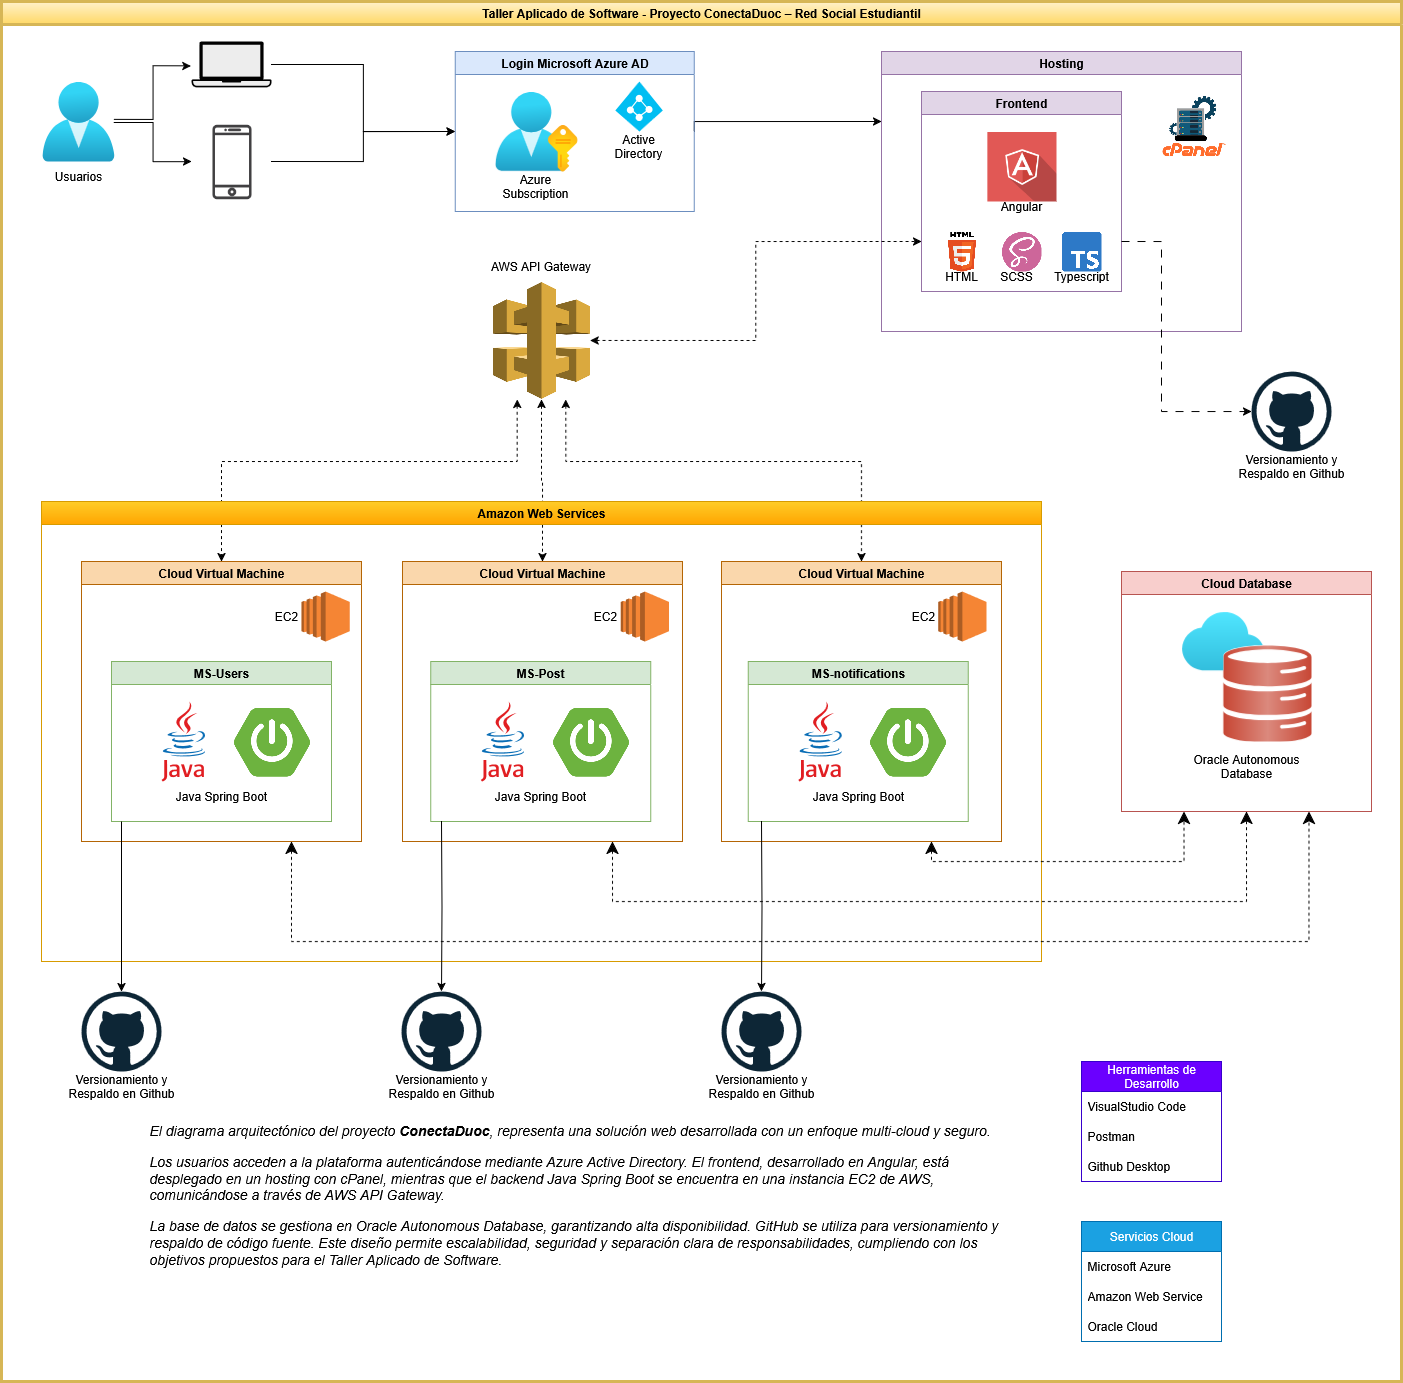 Taller Aplicado de Software - Proyecto ConectaDuoc – Red Social Estudiantil
Usuarios
Login Microsoft Azure AD
Azure
Subscription
Active
Directory
Hosting
Frontend
Angular
HTML
5
HTML
SCSS
TS
Typescript
cPanel
AWS API Gateway
Versionamiento y
Respaldo en Github
Amazon Web Services
Cloud Virtual Machine
EC2
MS-Users
Java
Java Spring Boot
Cloud Virtual Machine
EC2
MS-Post
Java
Java Spring Boot
Cloud Virtual Machine
EC2
MS-notifications
Java
Java Spring Boot
Cloud Database
Oracle Autonomous
Database
Versionamiento y
Respaldo en Github
Versionamiento y
Respaldo en Github
Versionamiento y
Respaldo en Github
El diagrama arquitectónico del proyecto ConectaDuoc, representa una solución web desarrollada con un enfoque multi-cloud y seguro.
Los usuarios acceden a la plataforma autenticándose mediante Azure Active Directory. El frontend, desarrollado en Angular, está
desplegado en un hosting con cPanel, mientras que el backend Java Spring Boot se encuentra en una instancia EC2 de AWS,
comunicándose a través de AWS API Gateway.
La base de datos se gestiona en Oracle Autonomous Database, garantizando alta disponibilidad. GitHub se utiliza para versionamiento y
respaldo de código fuente. Este diseño permite escalabilidad, seguridad y separación clara de responsabilidades, cumpliendo con los
objetivos propuestos para el Taller Aplicado de Software.
Herramientas de
Desarrollo
VisualStudio Code
Postman
Github Desktop
Servicios Cloud
Microsoft Azure
Amazon Web Service
Oracle Cloud